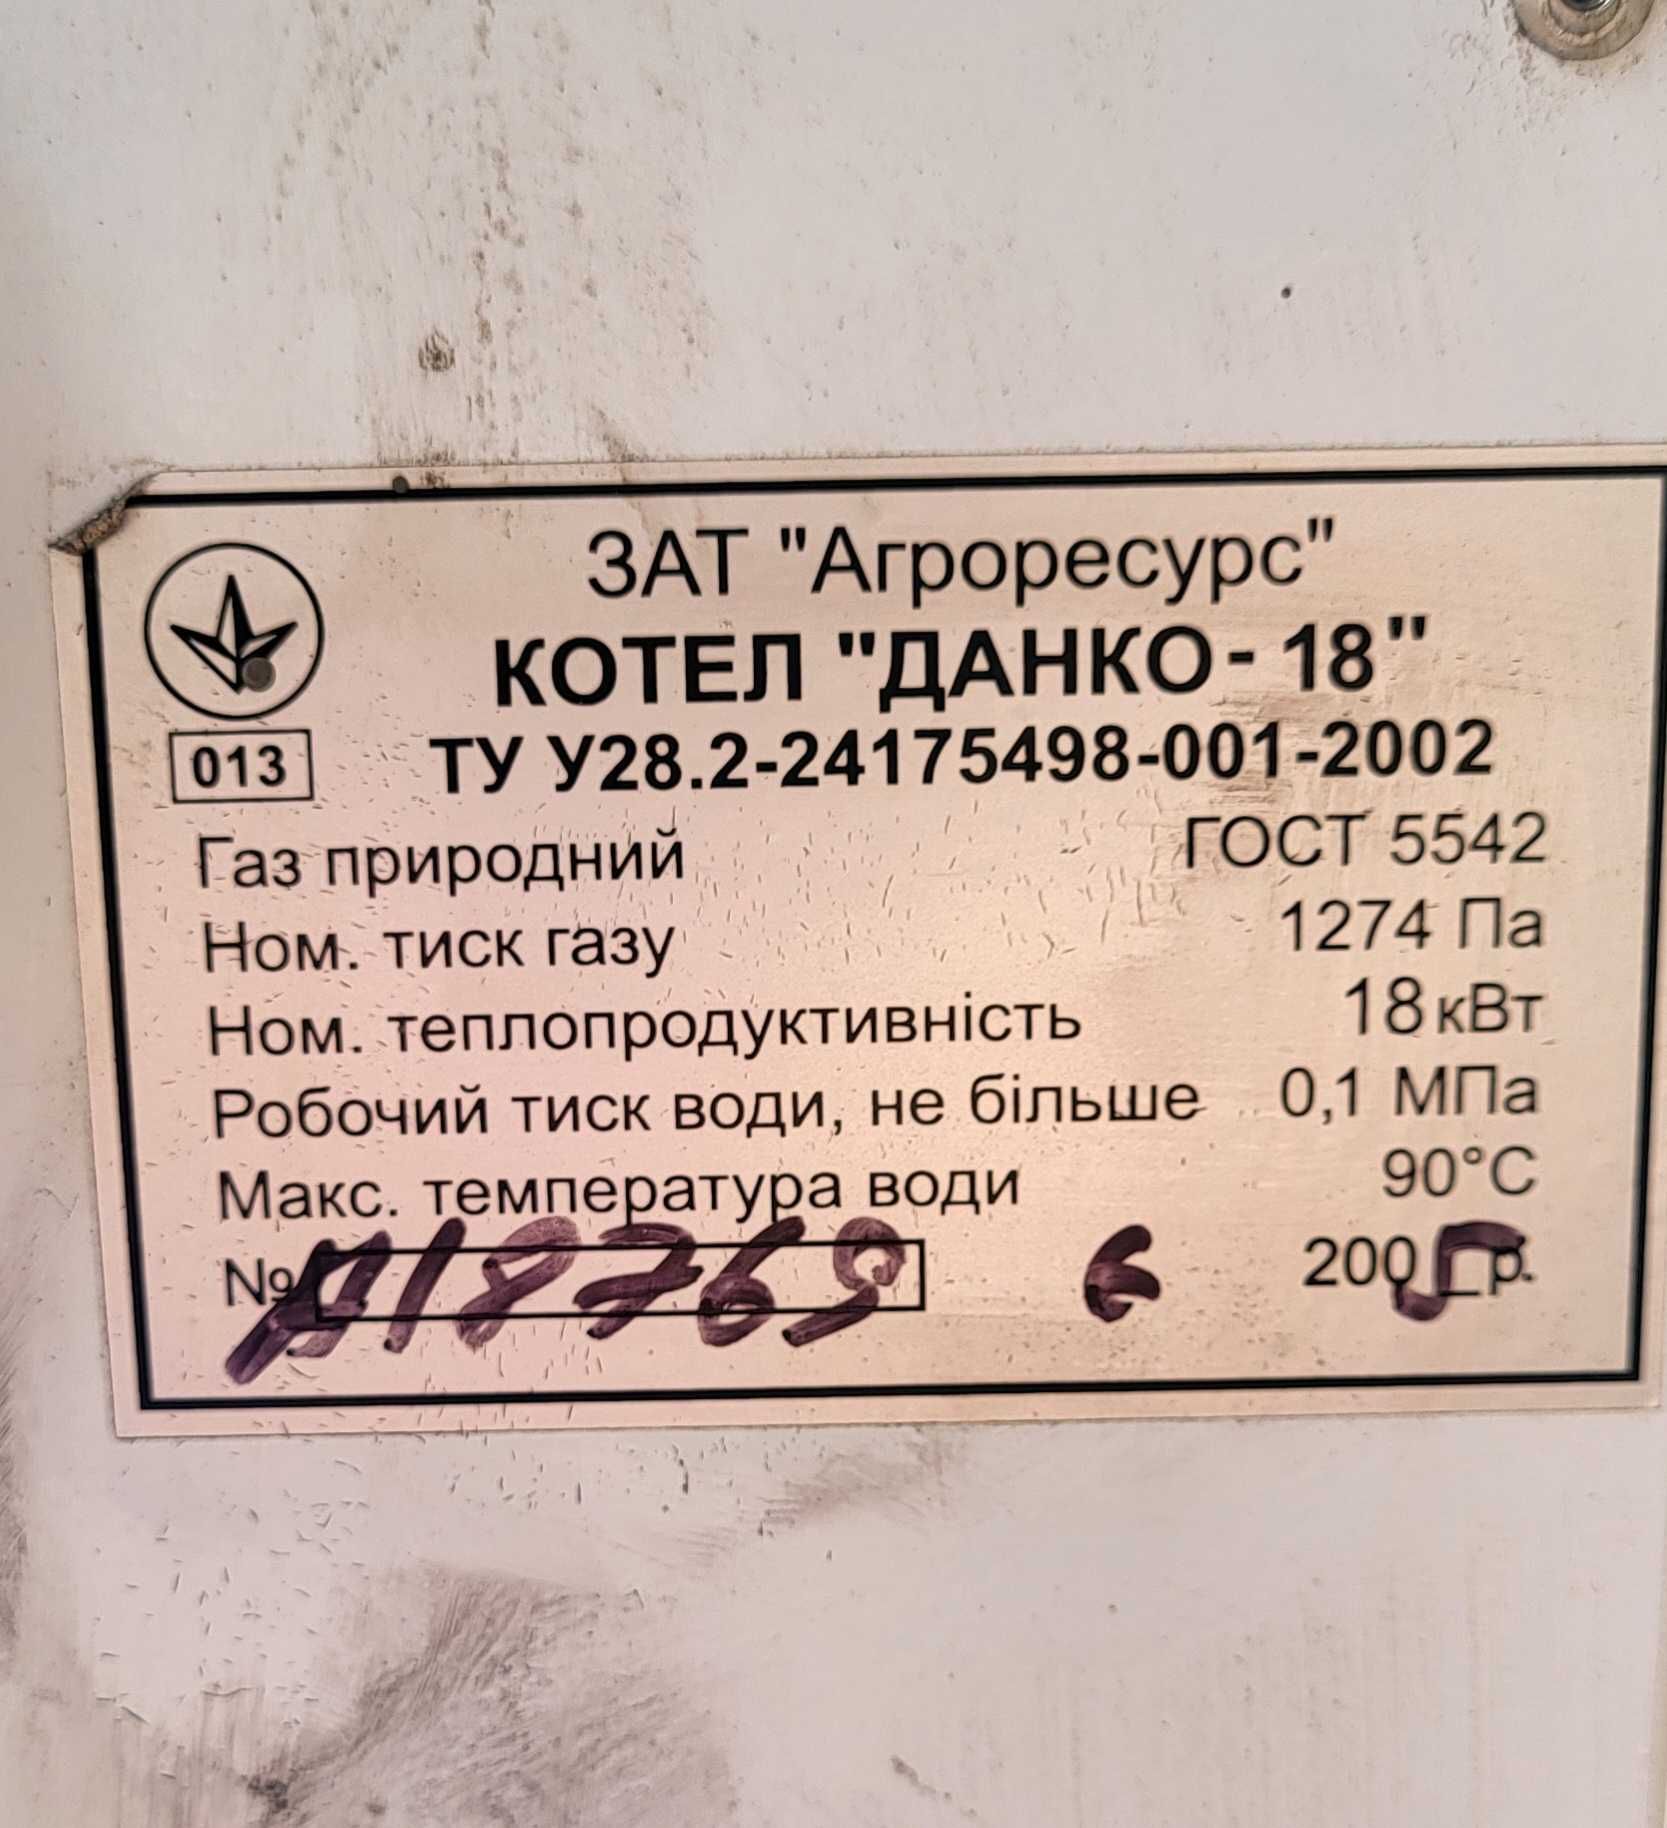 ЗАТ "Агроресурс"
КОТЕЛ "ДАНКО- 18"
013
ТУ У28.2-24175498-001-2002
Газ природний ГОСТ 5542
Ном. тиск газу 1274 Па
Ном. теплопродуктивність 18 кВт
Робочий тиск води, не більше 0,1 МПа
Макс. температура води 90°С
№ А18769 6 2005 р.